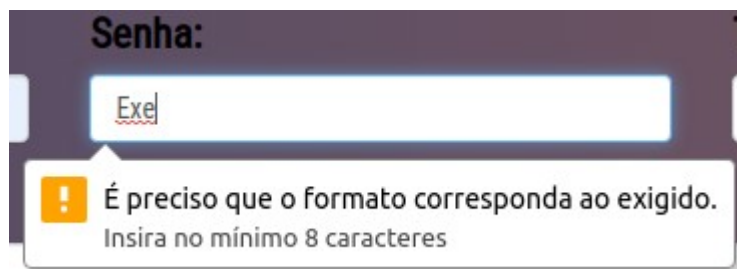 Senha:
Exe
É preciso que o formato corresponda ao exigido.
Insira no mínimo 8 caracteres